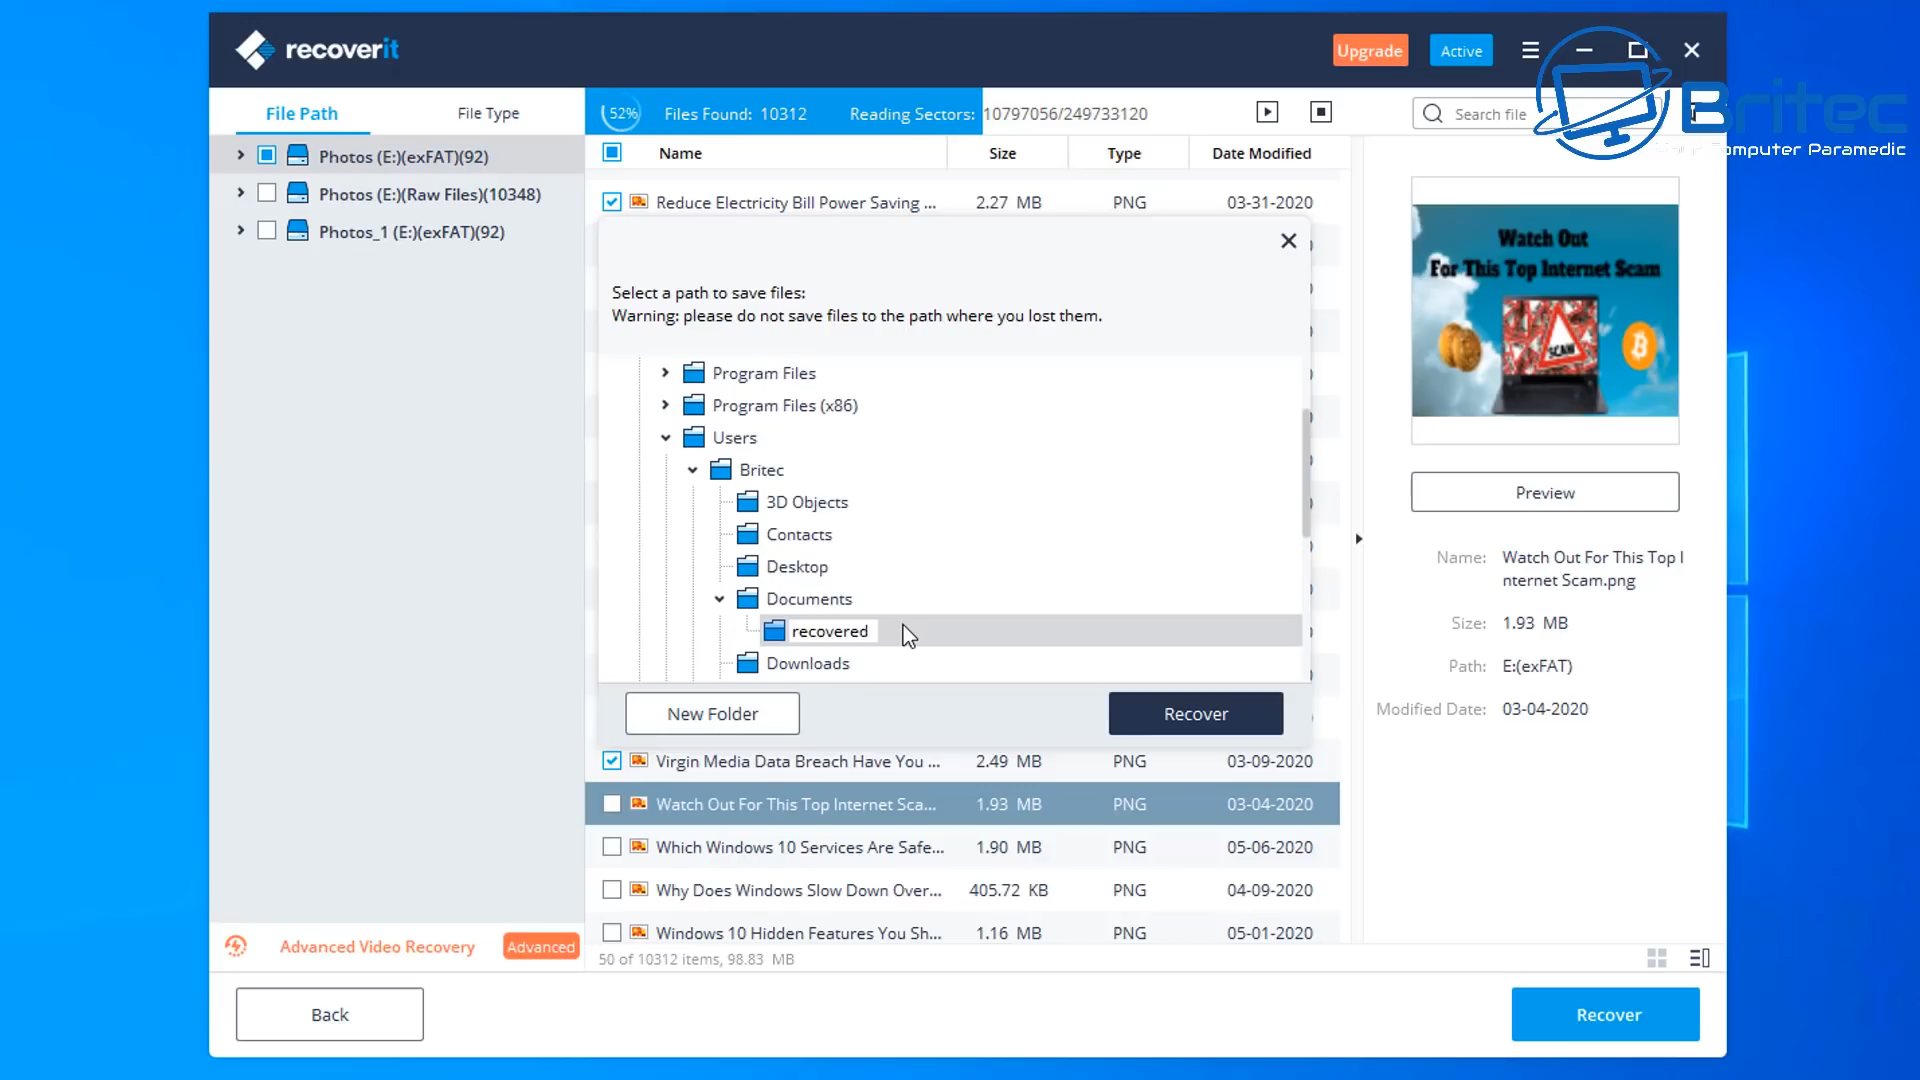 recoverit
Upgrade
Active
File Path
File Type
52%
Files Found: 10312
Reading Sectors: 10797056/249733120
Search file
Britec
Computer Paramedic
Photos (E:)(exFAT)(92)
Photos (E:)(Raw Files)(10348)
Photos_1 (E:)(exFAT)(92)
Name Size Type Date Modified
Reduce Electricity Bill Power Saving ... 2.27 MB PNG 03-31-2020
Select a path to save files:
Warning: please do not save files to the path where you lost them.
Program Files
Program Files (x86)
Users
Britec
3D Objects
Contacts
Desktop
Documents
recovered
Downloads
New Folder
Recover
Virgin Media Data Breach Have You ... 2.49 MB PNG 03-09-2020
Watch Out For This Top Internet Sca... 1.93 MB PNG 03-04-2020
Which Windows 10 Services Are Safe... 1.90 MB PNG 05-06-2020
Why Does Windows Slow Down Over... 405.72 KB PNG 04-09-2020
Windows 10 Hidden Features You Sh... 1.16 MB PNG 05-01-2020
50 of 10312 items, 98.83 MB
Watch Out
For This Top Internet Scam
SCAM
Preview
Name: Watch Out For This Top I
nternet Scam.png
Size: 1.93 MB
Path: E:(exFAT)
Modified Date: 03-04-2020
Advanced Video Recovery
Advanced
Back
Recover